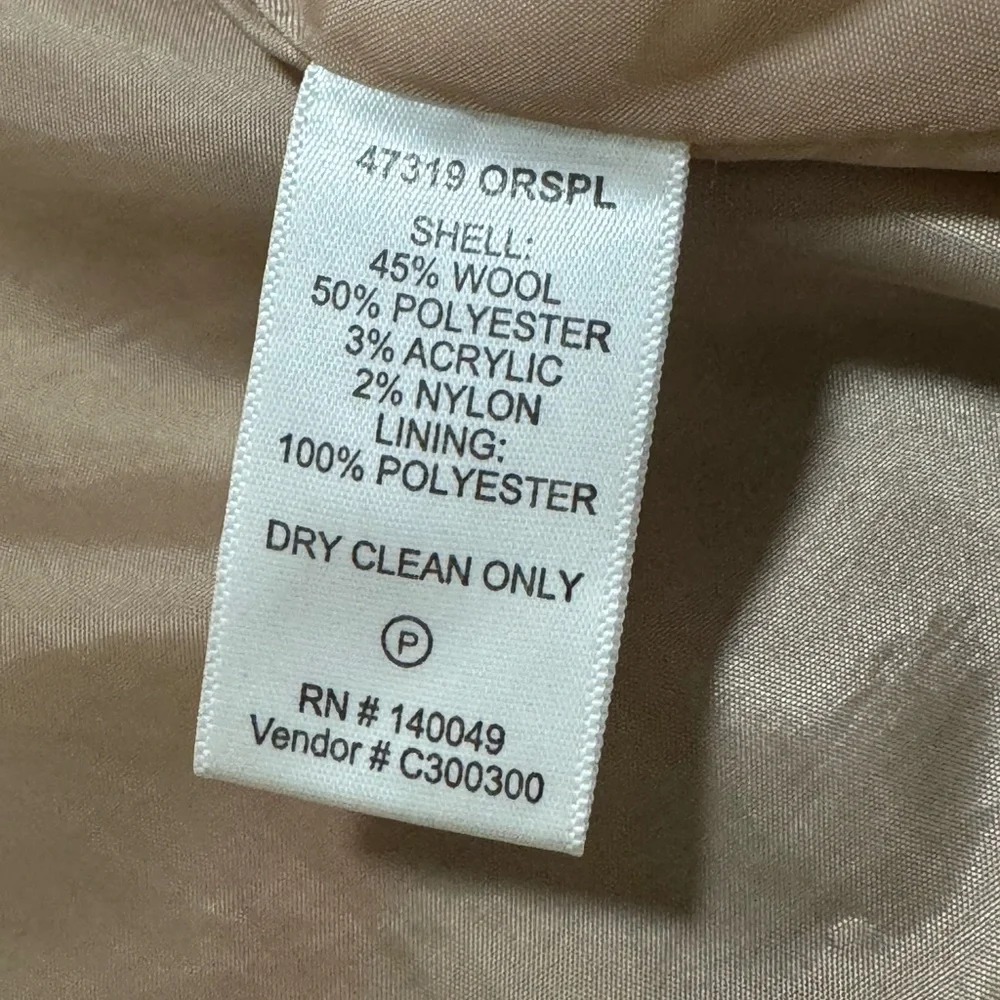 47319 ORSPL
SHELL:
45% WOOL
50% POLYESTER
3% ACRYLIC
2% NYLON
LINING:
100% POLYESTER
DRY CLEAN ONLY
P
RN # 140049
Vendor # C300300